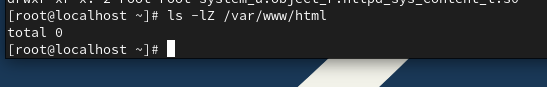 [root@localhost ~]# ls -lZ /var/www/html
total 0
[root@localhost ~]#